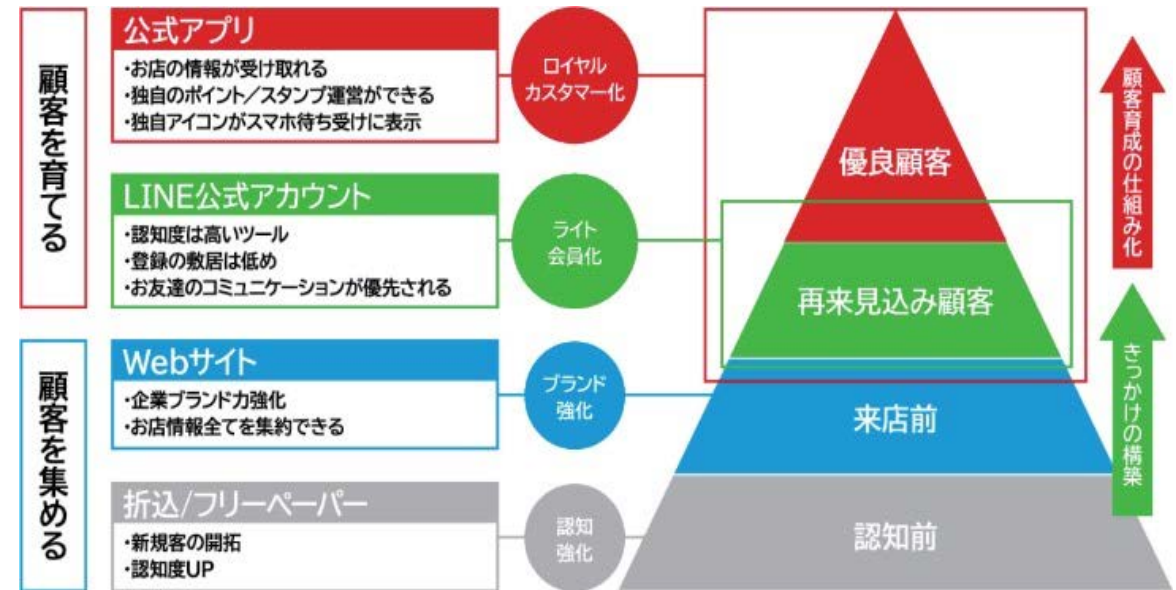 顧客を育てる
公式アプリ
・お店の情報が受け取れる
・独自のポイント／スタンプ運営ができる
・独自アイコンがスマホ待ち受けに表示
ロイヤル
カスタマー化
LINE公式アカウント
・認知度は高いツール
・登録の敷居は低め
・お友達のコミュニケーションが優先される
ライト
会員化
顧客を集める
Webサイト
・企業ブランド力強化
・お店情報全てを集約できる
ブランド
強化
折込/フリーペーパー
・新規客の開拓
・認知度UP
認知
強化
優良顧客
再来見込み顧客
来店前
認知前
顧客育成の仕組み化
きっかけの構築